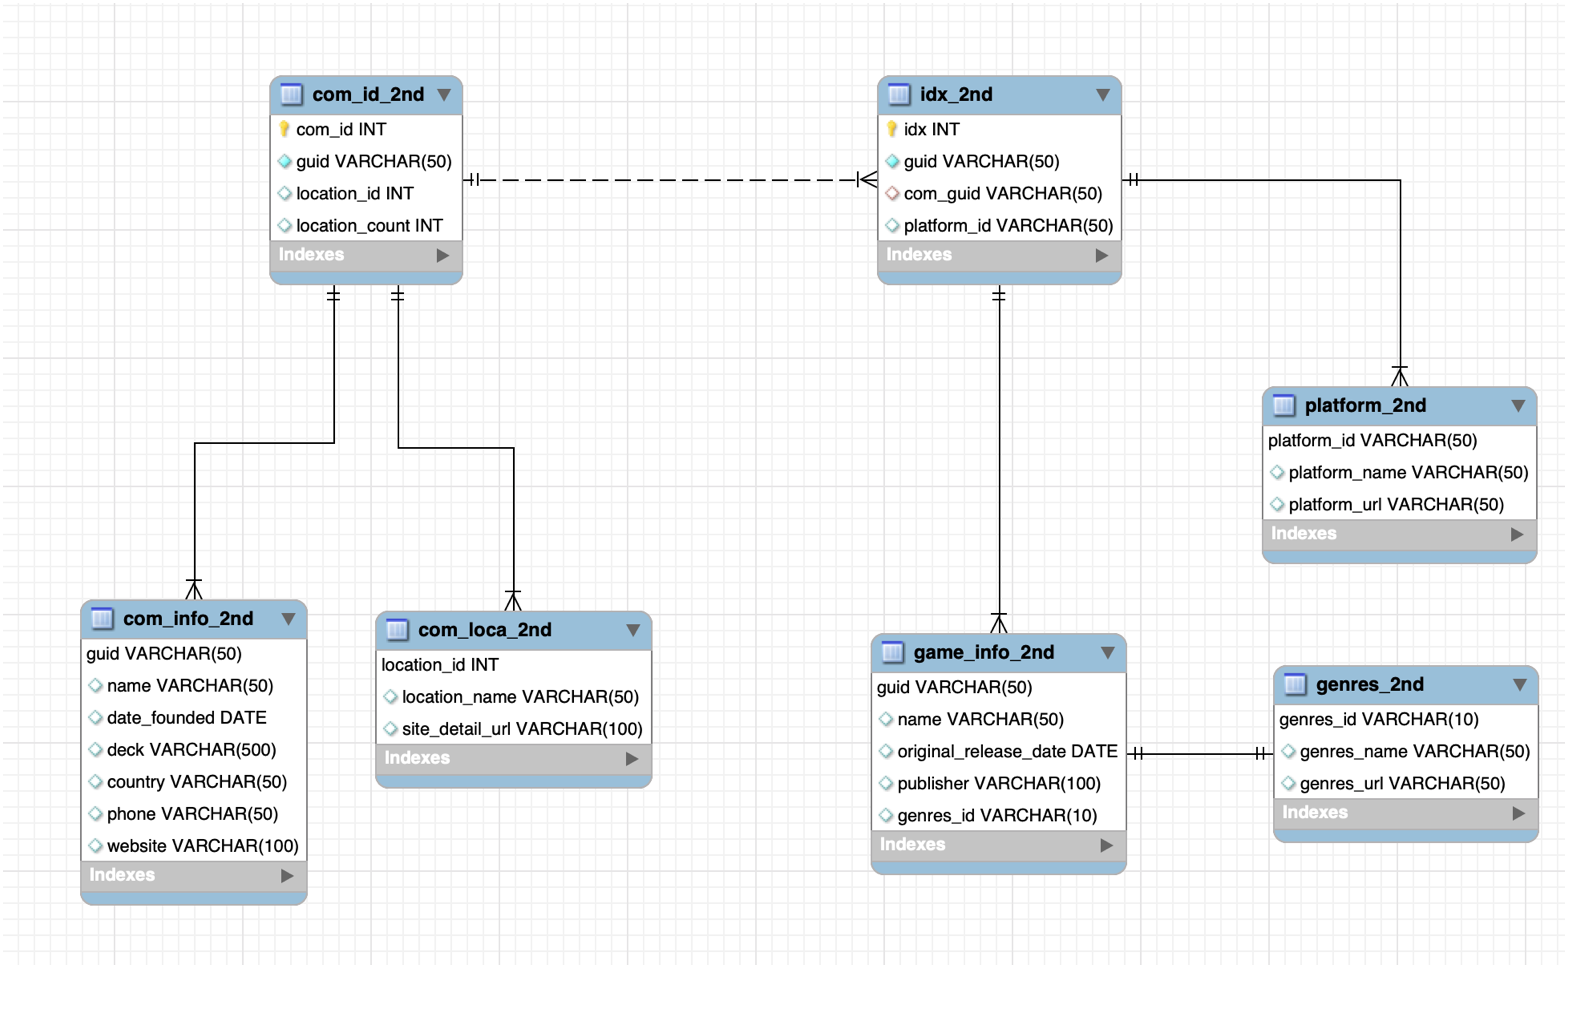 com_id_2nd
com_id INT
guid VARCHAR(50)
location_id INT
location_count INT
Indexes
idx_2nd
idx INT
guid VARCHAR(50)
com_guid VARCHAR(50)
platform_id VARCHAR(50)
Indexes
platform_2nd
platform_id VARCHAR(50)
platform_name VARCHAR(50)
platform_url VARCHAR(50)
Indexes
com_info_2nd
guid VARCHAR(50)
name VARCHAR(50)
date_founded DATE
deck VARCHAR(500)
country VARCHAR(50)
phone VARCHAR(50)
website VARCHAR(100)
Indexes
com_loca_2nd
location_id INT
location_name VARCHAR(50)
site_detail_url VARCHAR(100)
Indexes
game_info_2nd
guid VARCHAR(50)
name VARCHAR(50)
original_release_date DATE
publisher VARCHAR(100)
genres_id VARCHAR(10)
Indexes
genres_2nd
genres_id VARCHAR(10)
genres_name VARCHAR(50)
genres_url VARCHAR(50)
Indexes